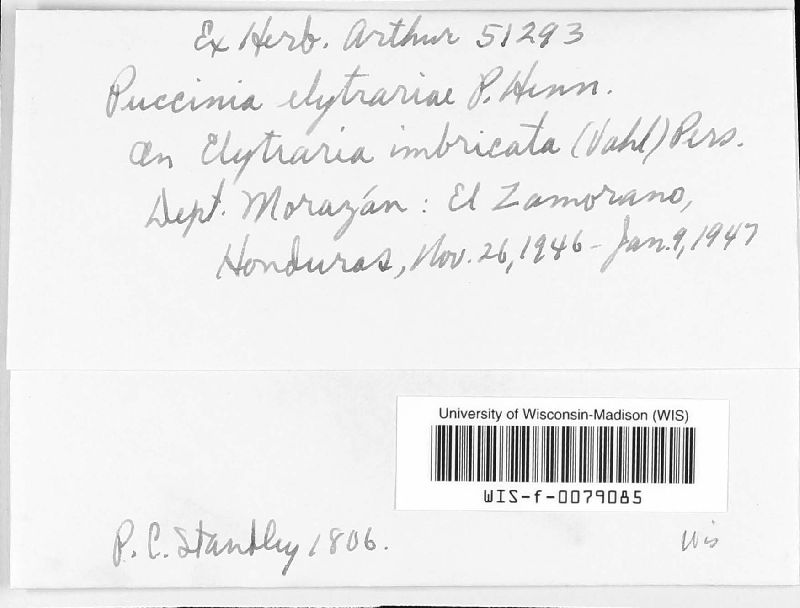 Ex Herb. Arthur 51293
Puccinia elytrariae P. Henn.
On Elytraria imbricata (Vahl) Pers.
Dept. Morazán: El Zamorano,
Honduras, Nov. 26, 1946 - Jan. 9, 1947
University of Wisconsin-Madison (WIS)
WIS-f-0079085
P. C. Standley 1806.
Wis